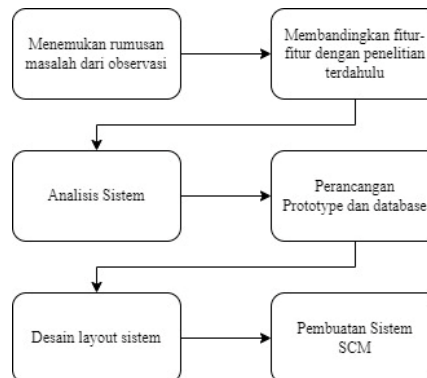 Menemukan rumusan
masalah dari observasi
Membandingkan fitur-
fitur dengan penelitian
terdahulu
Analisis Sistem
Perancangan
Prototype dan database
Desain layout sistem
Pembuatan Sistem
SCM